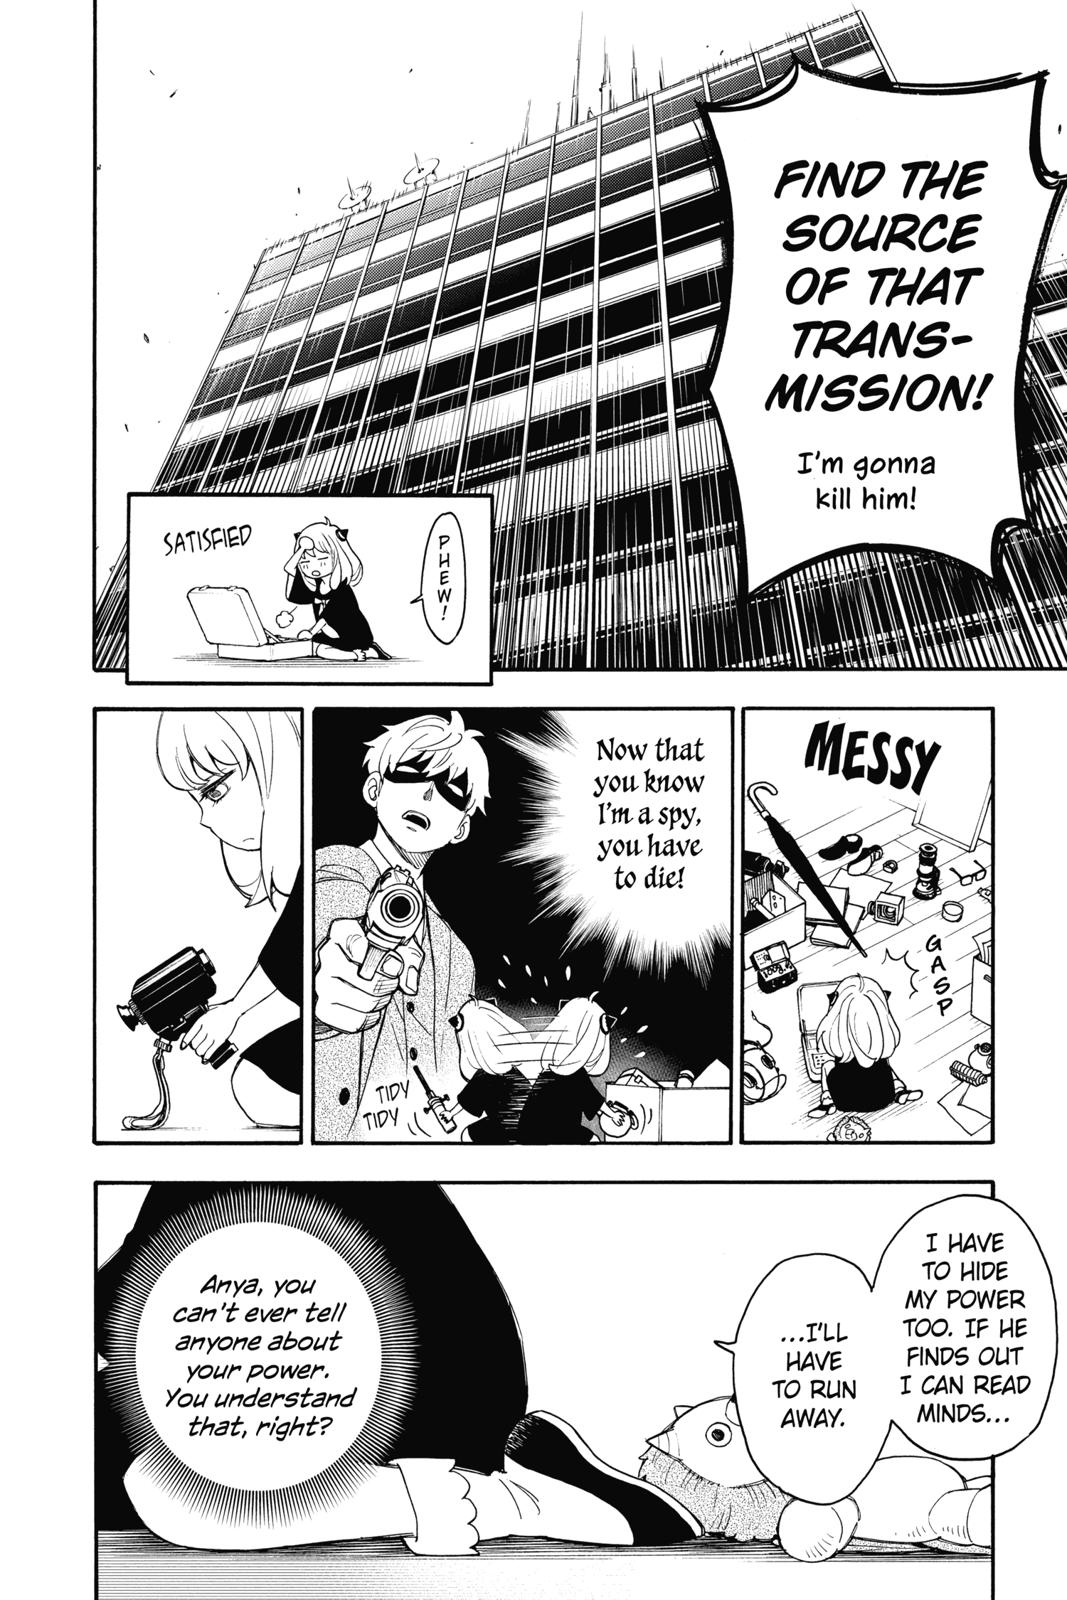 FIND THE
SOURCE
OF THAT
TRANS-
MISSION!
I'm gonna
kill him!
PHEW!
SATISFIED
MESSY
GASP
Now that
you know
I'm a spy,
you have
to die!
TIDY
TIDY
I HAVE
TO HIDE
MY POWER
TOO. IF HE
FINDS OUT
I CAN READ
MINDS...
...I'LL
HAVE
TO RUN
AWAY.
Anya, you
can't ever tell
anyone about
your power.
You understand
that, right?